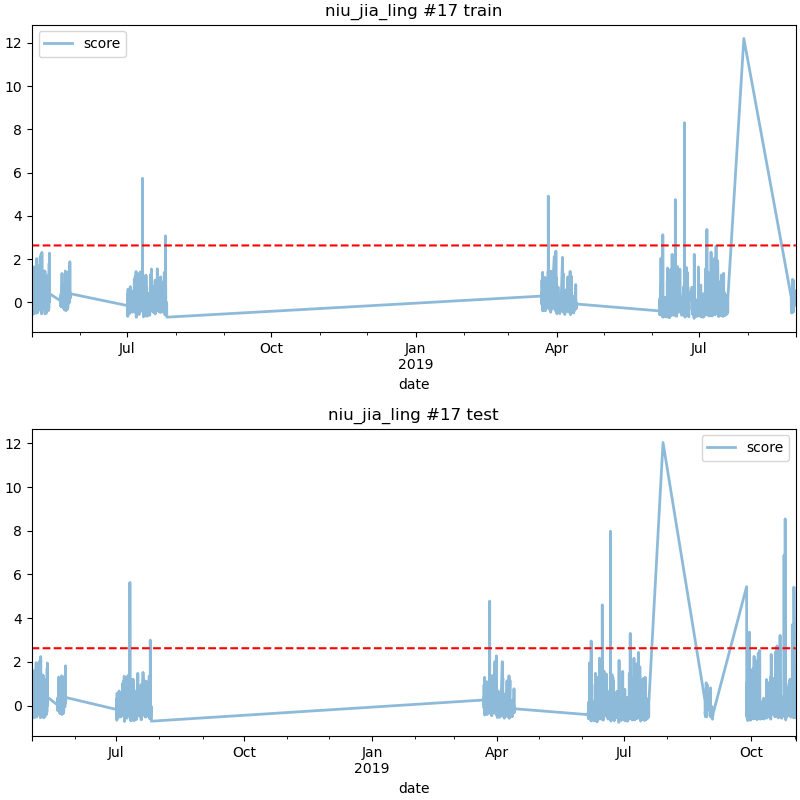 niu_jia_ling #17 train
score
12
10
8
6
4
2
0
Jul
Oct
Jan
2019
Apr
Jul
date
niu_jia_ling #17 test
score
12
10
8
6
4
2
0
Jul
Oct
Jan
2019
Apr
Jul
Oct
date